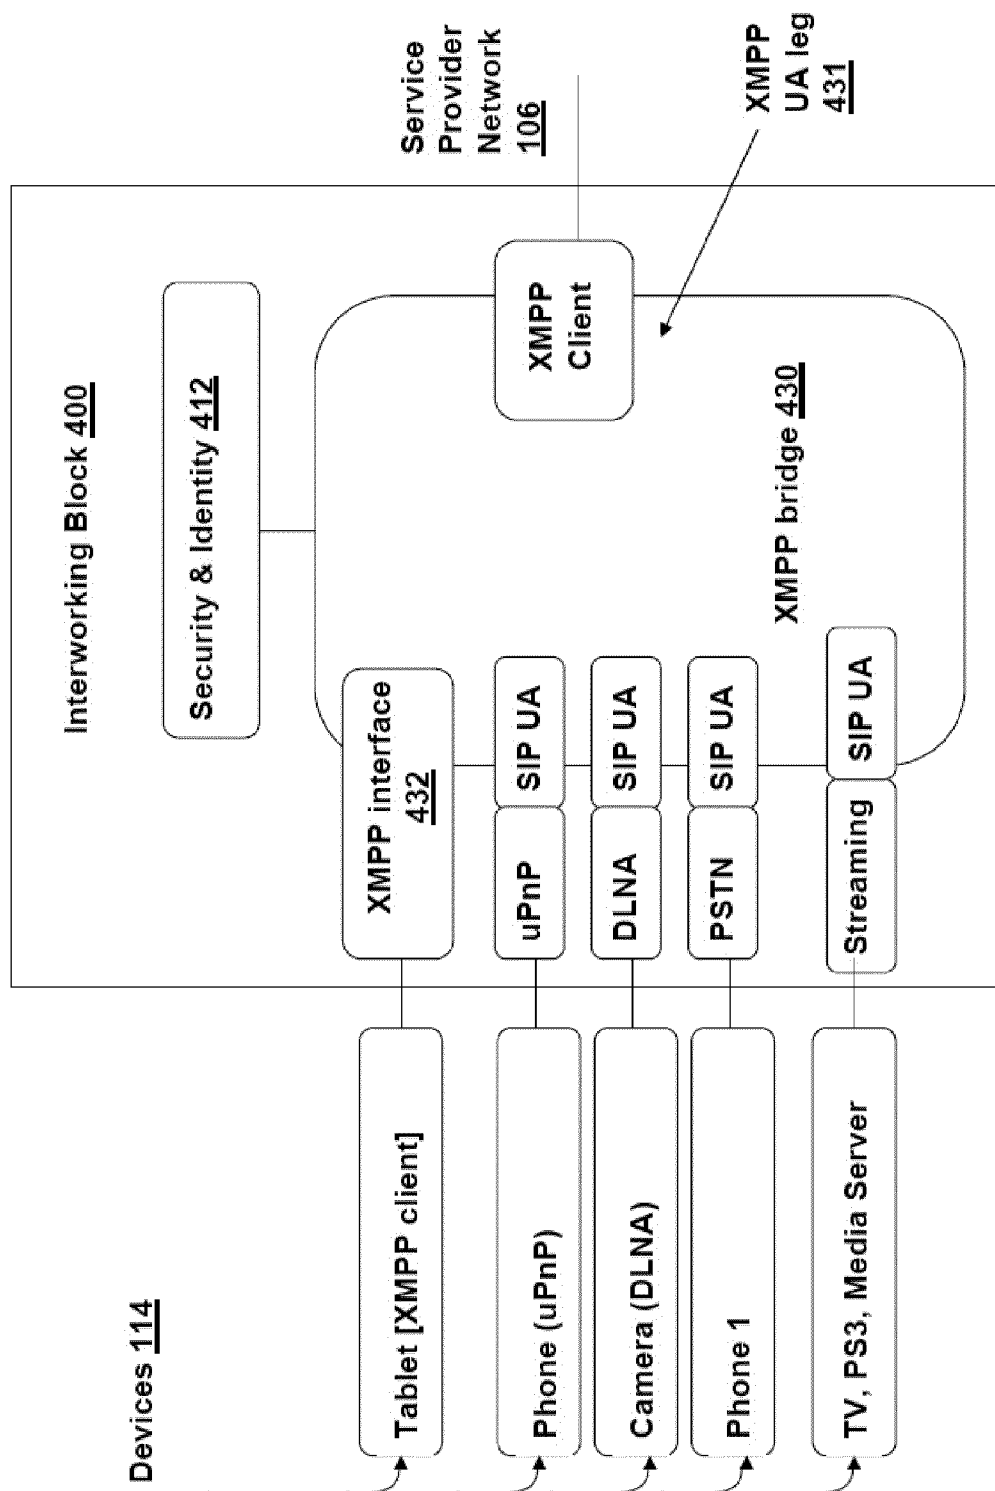 Devices 114
Interworking Block 400
Security & Identity 412
Service
Provider
Network
106
Tablet [XMPP client]
XMPP interface
432
XMPP
Client
Phone (uPnP)
uPnP
SIP UA
Camera (DLNA)
DLNA
SIP UA
Phone 1
PSTN
SIP UA
XMPP bridge 430
XMPP
UA leg
431
TV, PS3, Media Server
Streaming
SIP UA